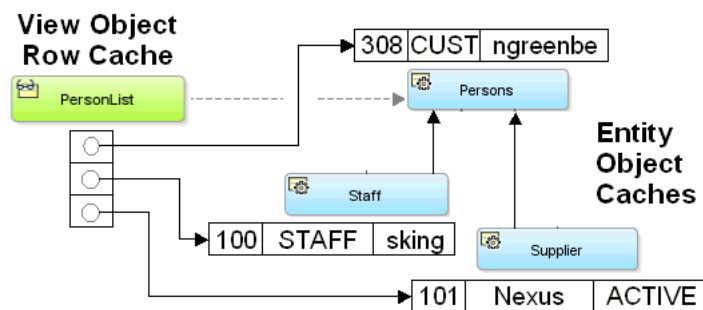 View Object
Row Cache
308 CUST ngreenbe
PersonList
Persons
Entity
Object
Caches
Staff
100 STAFF sking
Supplier
101 Nexus ACTIVE